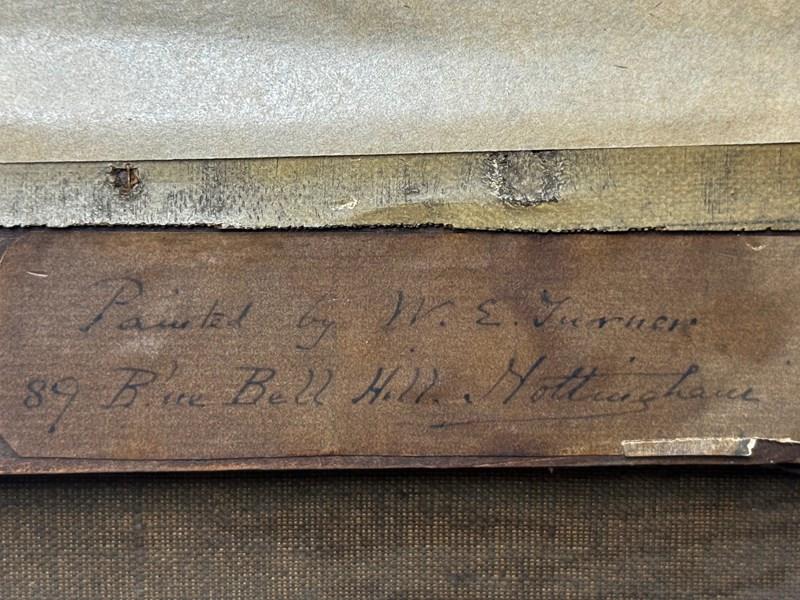 Painted by W. E. Turner
89 Blue Bell Hill. Nottingham